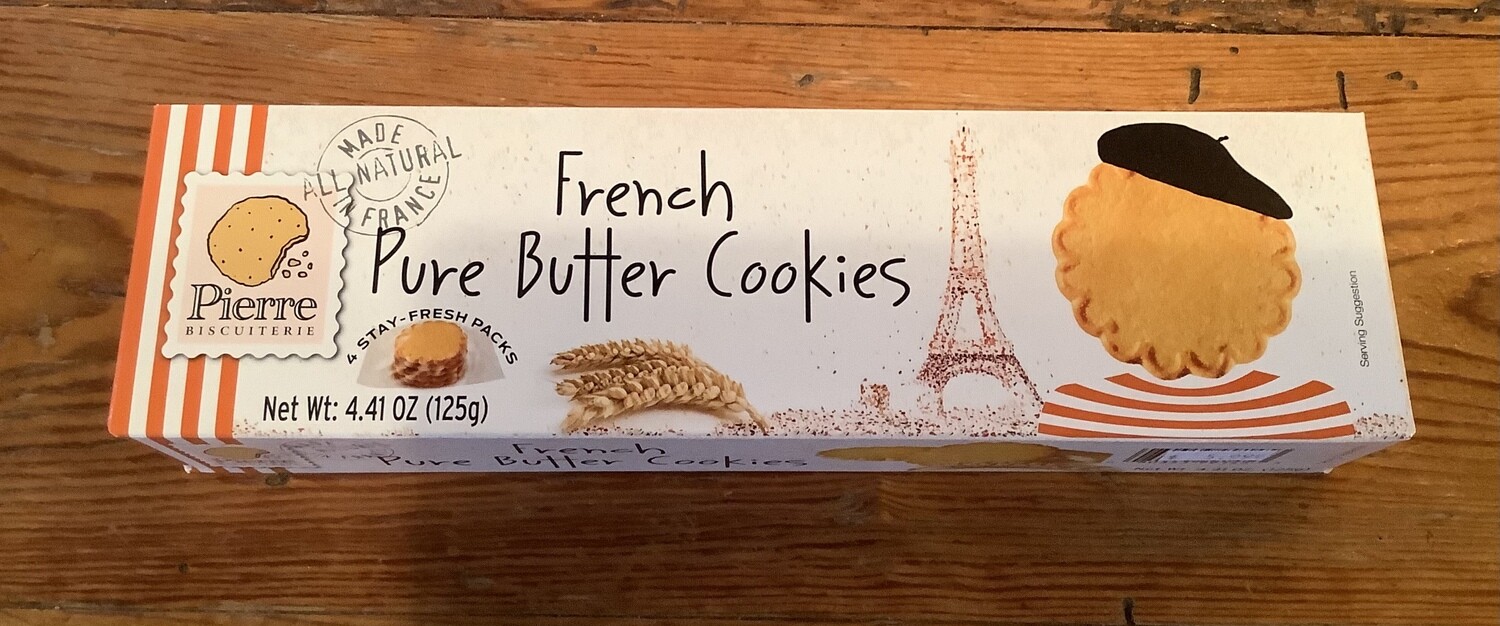 MADE
ALL NATURAL
IN FRANCE
Pierre
BISCUITERIE
French
Pure Butter Cookies
4 STAY-FRESH PACKS
Net Wt: 4.41 OZ (125g)
Serving Suggestion
French
Pure Butter Cookies